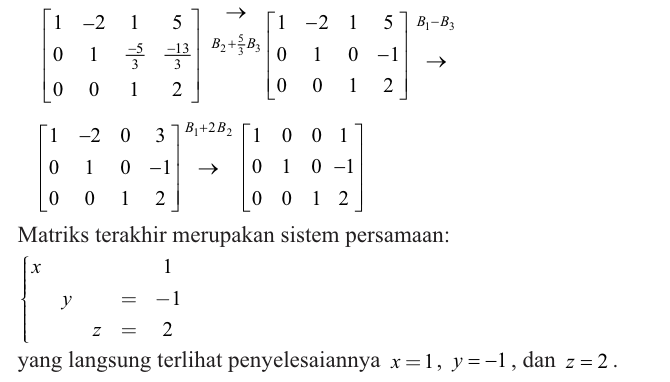 [1 −2 1 5; 0 1 −5/3 −13/3; 0 0 1 2] B₂+5/3B₃ → [1 −2 1 5; 0 1 0 −1; 0 0 1 2] B₁−B₃ →
[1 −2 0 3; 0 1 0 −1; 0 0 1 2] B₁+2B₂ → [1 0 0 1; 0 1 0 −1; 0 0 1 2]
Matriks terakhir merupakan sistem persamaan:
{x 1
y = −1
z = 2
yang langsung terlihat penyelesaiannya x = 1, y = −1, dan z = 2.